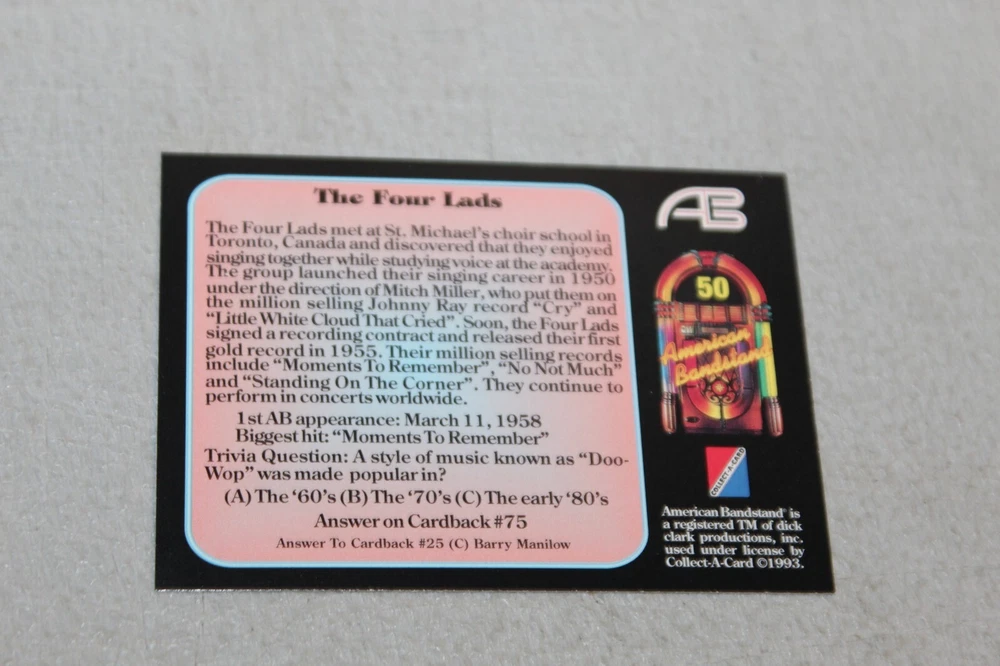 The Four Lads
The Four Lads met at St. Michael's choir school in
Toronto, Canada and discovered that they enjoyed
singing together while studying voice at the academy.
The group launched their singing career in 1950
under the direction of Mitch Miller, who put them on
the million selling Johnny Ray record "Cry" and
"Little White Cloud That Cried". Soon, the Four Lads
signed a recording contract and released their first
gold record in 1955. Their million selling records
include "Moments To Remember", "No Not Much"
and "Standing On The Corner". They continue to
perform in concerts worldwide.
1st AB appearance: March 11, 1958
Biggest hit: "Moments To Remember"
Trivia Question: A style of music known as "Doo-
Wop" was made popular in?
(A) The '60's (B) The '70's (C) The early '80's
Answer on Cardback #75
Answer To Cardback #25 (C) Barry Manilow
AB
50
American
Bandstand
COLLECT-A-CARD
American Bandstand® is
a registered TM of dick
clark productions, inc.
used under license by
Collect-A-Card ©1993.